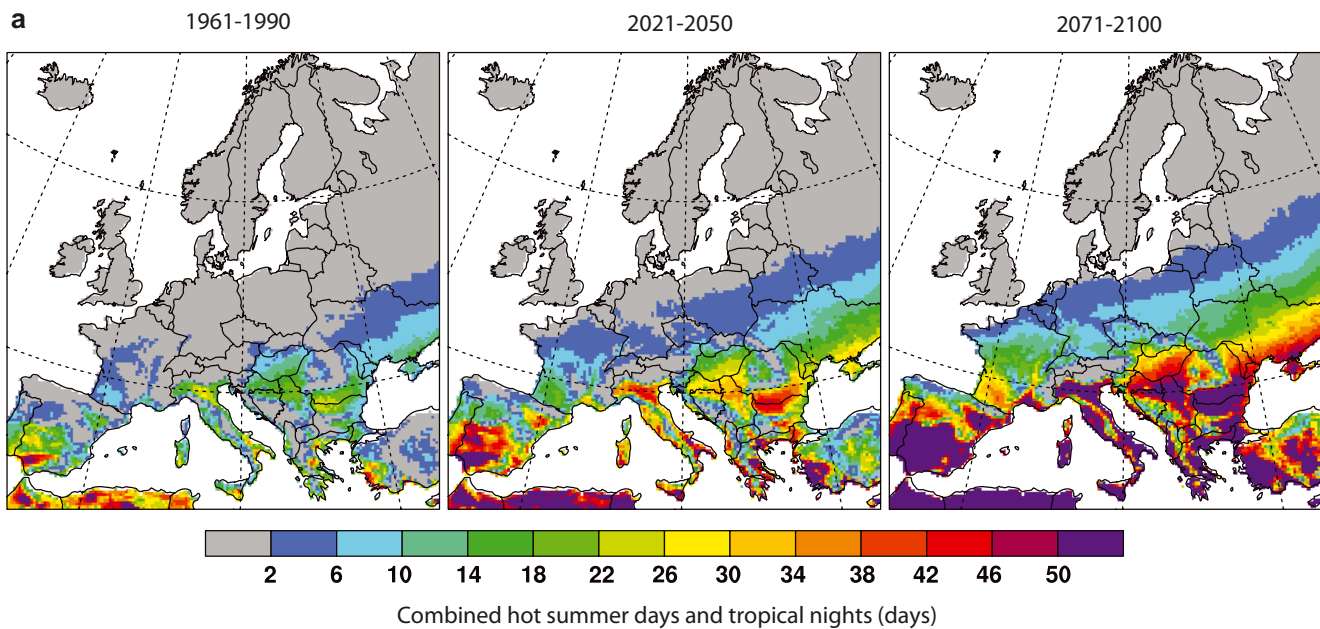 a
1961-1990 2021-2050 2071-2100
2 6 10 14 18 22 26 30 34 38 42 46 50
Combined hot summer days and tropical nights (days)